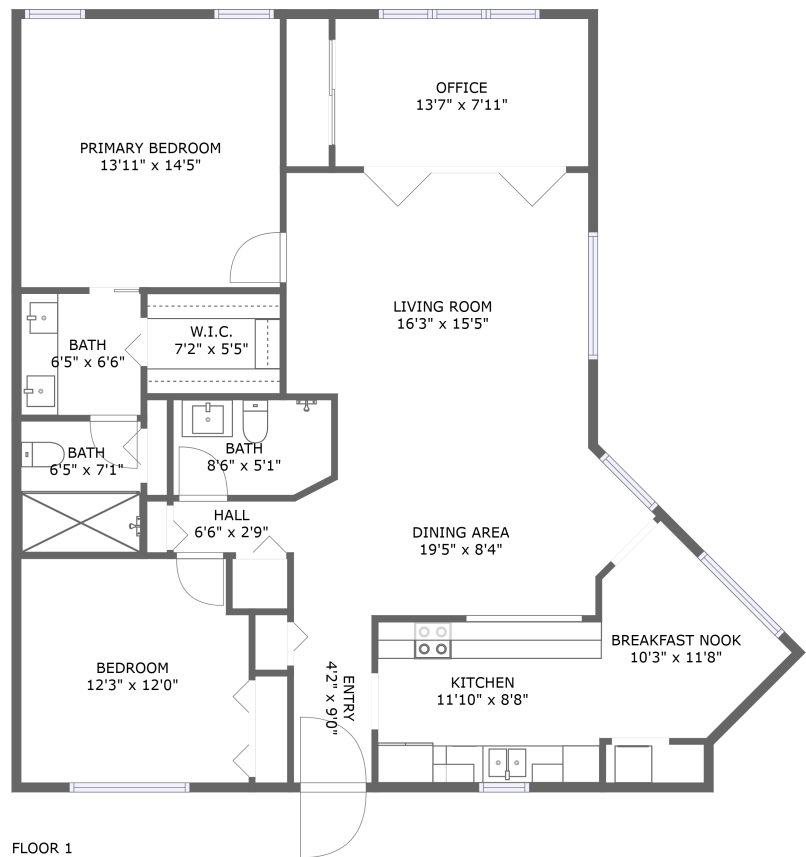 OFFICE
13'7" x 7'11"
PRIMARY BEDROOM
13'11" x 14'5"
LIVING ROOM
16'3" x 15'5"
W.I.C.
7'2" x 5'5"
BATH
6'5" x 6'6"
BATH
6'5" x 7'1"
BATH
8'6" x 5'1"
HALL
6'6" x 2'9"
DINING AREA
19'5" x 8'4"
BREAKFAST NOOK
10'3" x 11'8"
BEDROOM
12'3" x 12'0"
ENTRY
4'2" x 9'0"
KITCHEN
11'10" x 8'8"
FLOOR 1